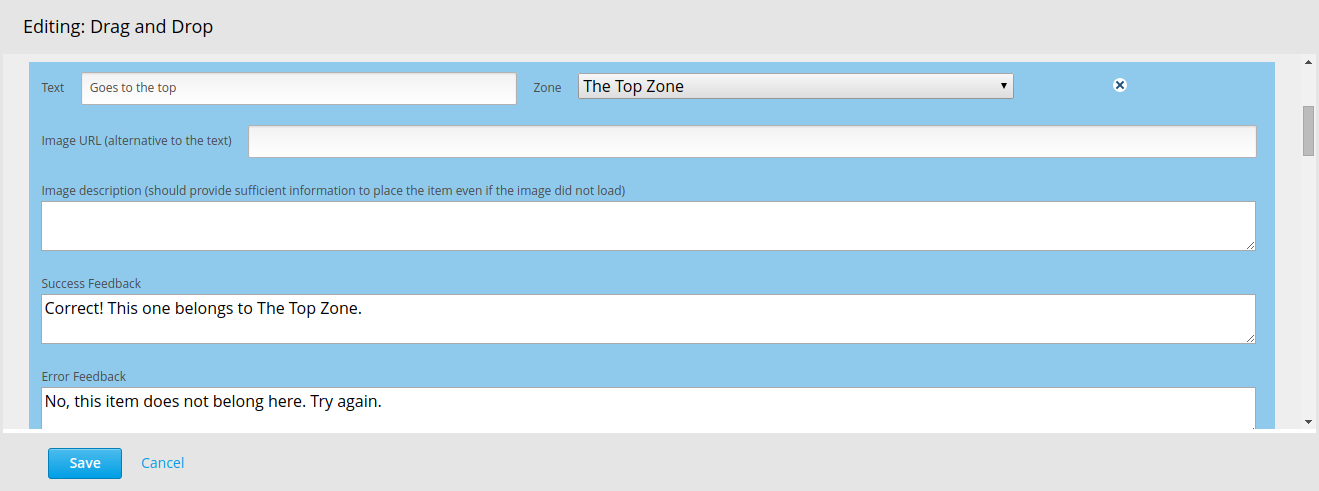 Editing: Drag and Drop
Text Goes to the top Zone The Top Zone
Image URL (alternative to the text)
Image description (should provide sufficient information to place the item even if the image did not load)
Success Feedback
Correct! This one belongs to The Top Zone.
Error Feedback
No, this item does not belong here. Try again.
Save Cancel